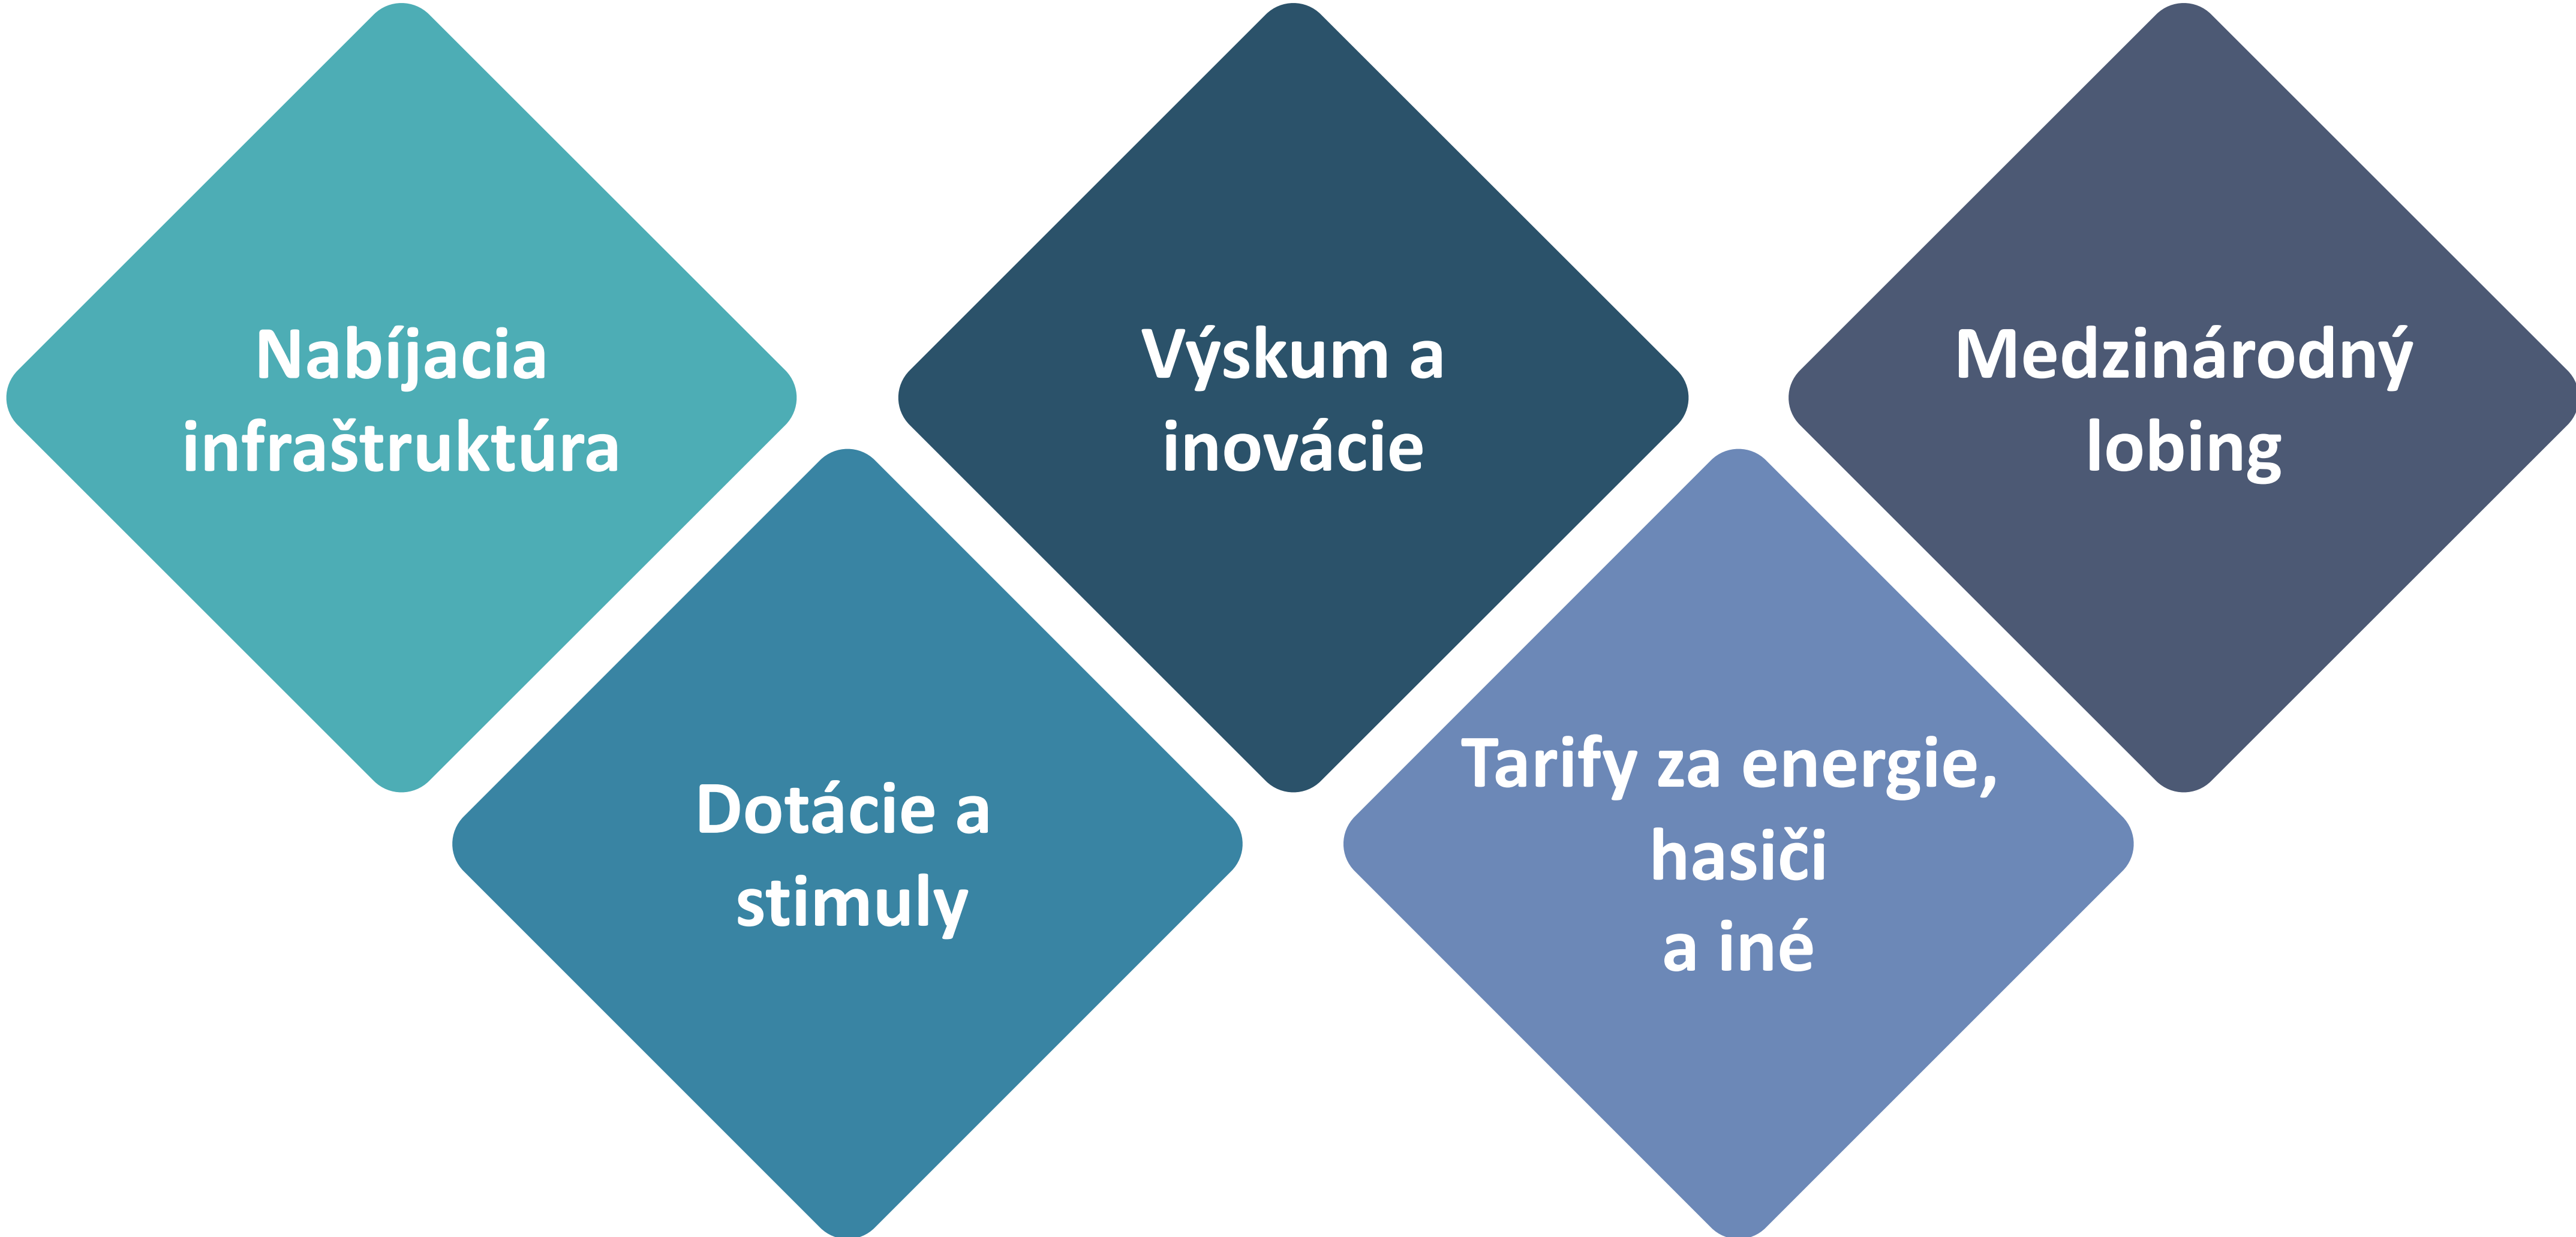 Nabíjacia
infraštruktúra
Dotácie a
stimuly
Výskum a
inovácie
Tarify za energie,
hasiči
a iné
Medzinárodný
lobing